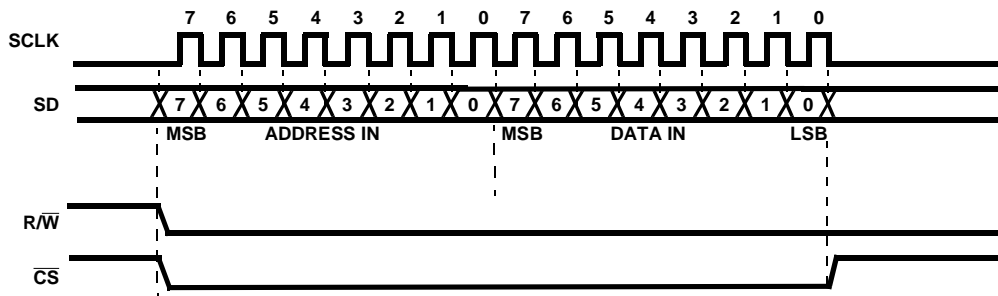 7 6 5 4 3 2 1 0 7 6 5 4 3 2 1 0
SCLK
SD 7 6 5 4 3 2 1 0 7 6 5 4 3 2 1 0
MSB ADDRESS IN MSB DATA IN LSB
R/W̅
C̅S̅